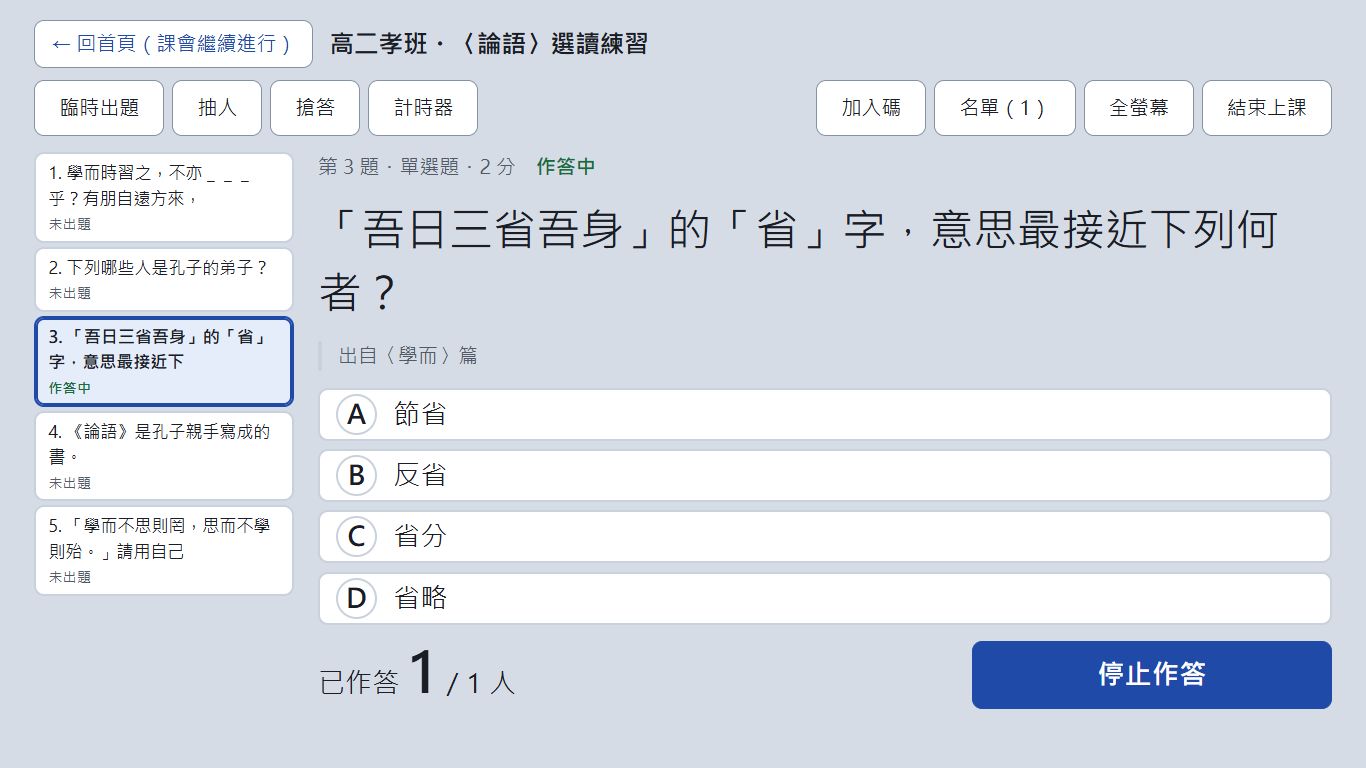 ← 回首頁（課會繼續進行）
高二孝班．〈論語〉選讀練習
臨時出題
抽人
搶答
計時器
加入碼
名單（1）
全螢幕
結束上課
1. 學而時習之，不亦＿＿＿
乎？有朋自遠方來，
未出題
2. 下列哪些人是孔子的弟子？
未出題
3.「吾日三省吾身」的「省」
字，意思最接近下
作答中
4.《論語》是孔子親手寫成的
書。
未出題
5.「學而不思則罔，思而不學
則殆。」請用自己
未出題
第 3 題．單選題．2 分 作答中
「吾日三省吾身」的「省」字，意思最接近下列何
者？
出自〈學而〉篇
A 節省
B 反省
C 省分
D 省略
已作答 1 / 1 人
停止作答